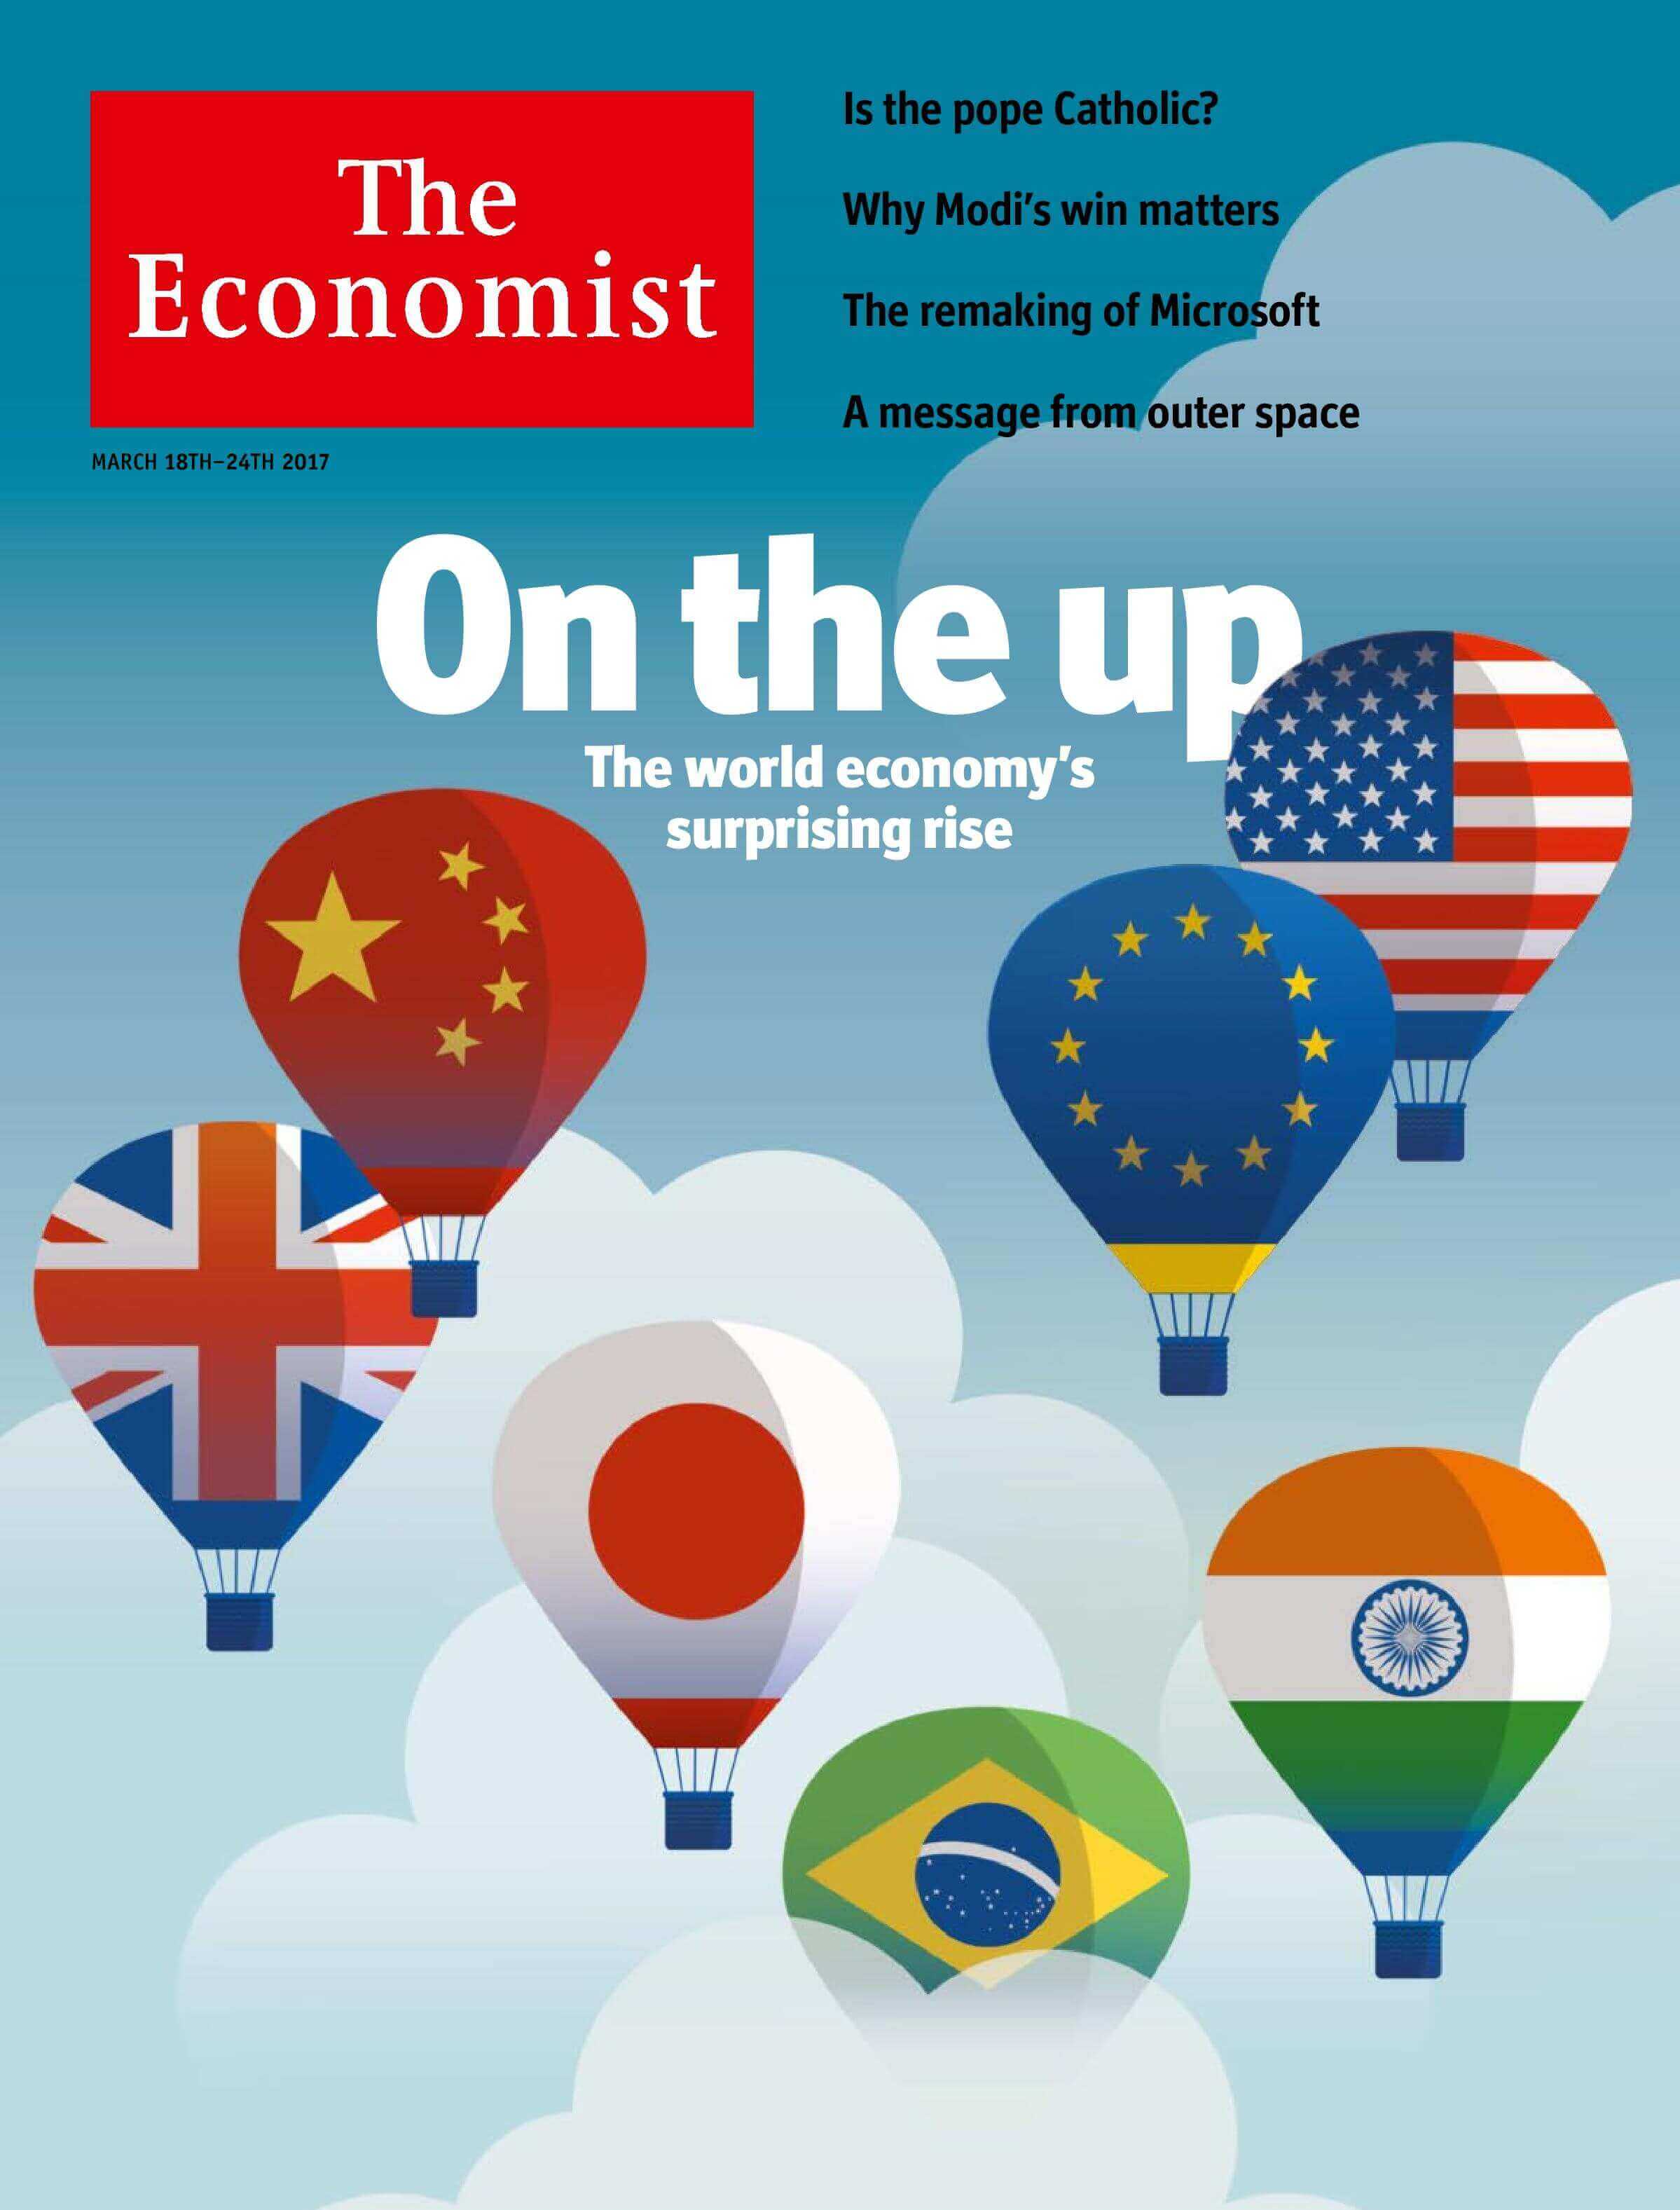 The
Economist
MARCH 18TH–24TH 2017
Is the pope Catholic?
Why Modi's win matters
The remaking of Microsoft
A message from outer space
On the up
The world economy's
surprising rise